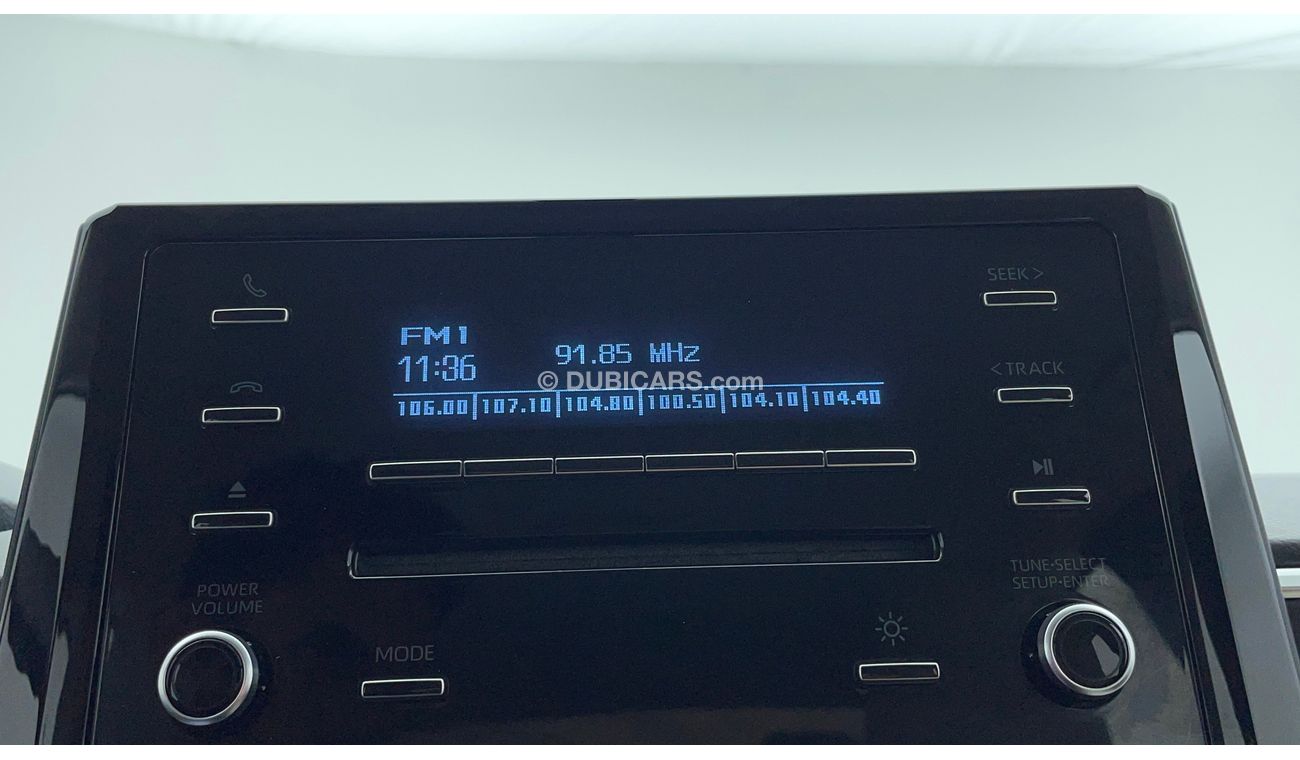 SEEK >
FM1
11:36
91.85 MHz
< TRACK
© DUBICARS.com
106.00 107.10 104.80 100.50 104.10 104.40
TUNE•SELECT
SETUP•ENTER
POWER
VOLUME
MODE